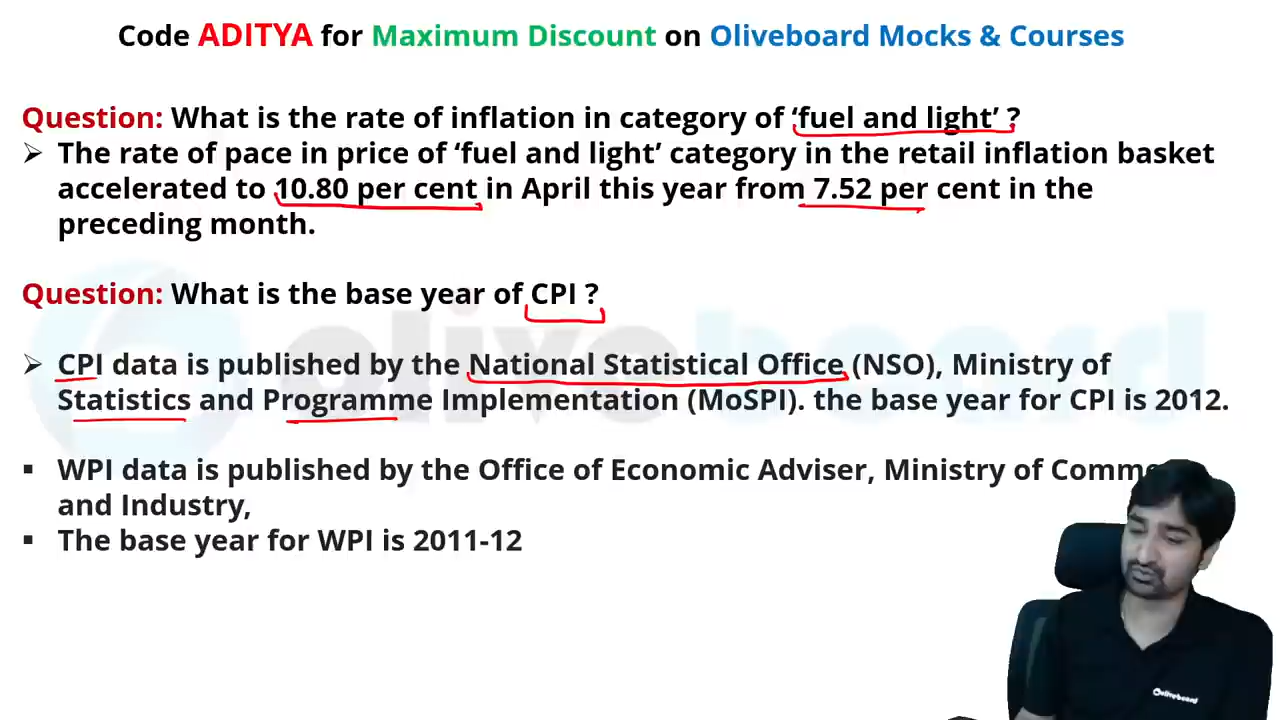 Code ADITYA for Maximum Discount on Oliveboard Mocks & Courses
Question: What is the rate of inflation in category of ‘fuel and light’ ?
➢ The rate of pace in price of ‘fuel and light’ category in the retail inflation basket
accelerated to 10.80 per cent in April this year from 7.52 per cent in the
preceding month.
Question: What is the base year of CPI ?
➢ CPI data is published by the National Statistical Office (NSO), Ministry of
Statistics and Programme Implementation (MoSPI). the base year for CPI is 2012.
▪ WPI data is published by the Office of Economic Adviser, Ministry of Comme
and Industry,
▪ The base year for WPI is 2011-12
oliveboard
Oliveboard